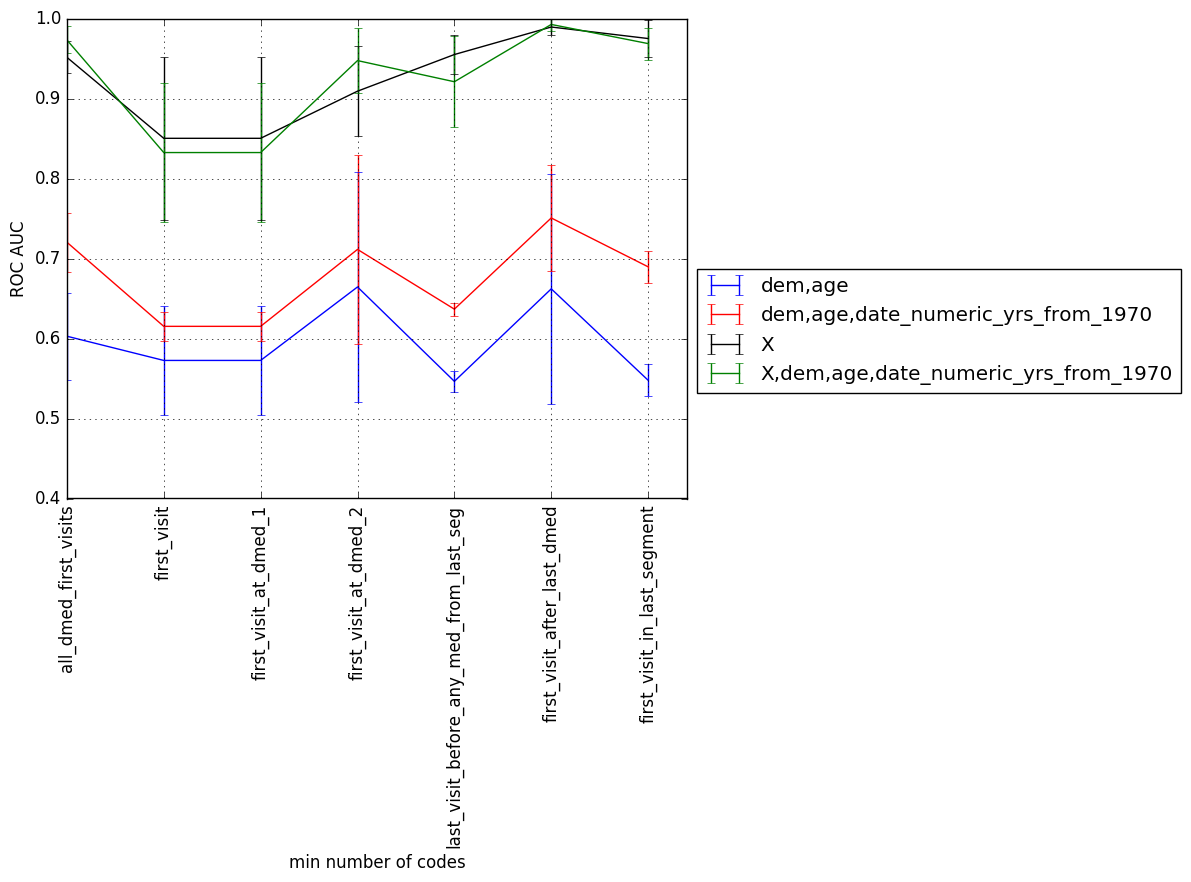 1.0
0.9
0.8
0.7
0.6
0.5
0.4
ROC AUC
all_dmed_first_visits
first_visit
first_visit_at_dmed_1
first_visit_at_dmed_2
last_visit_before_any_med_from_last_seg
first_visit_after_last_dmed
first_visit_in_last_segment
min number of codes
dem,age
dem,age,date_numeric_yrs_from_1970
X
X,dem,age,date_numeric_yrs_from_1970